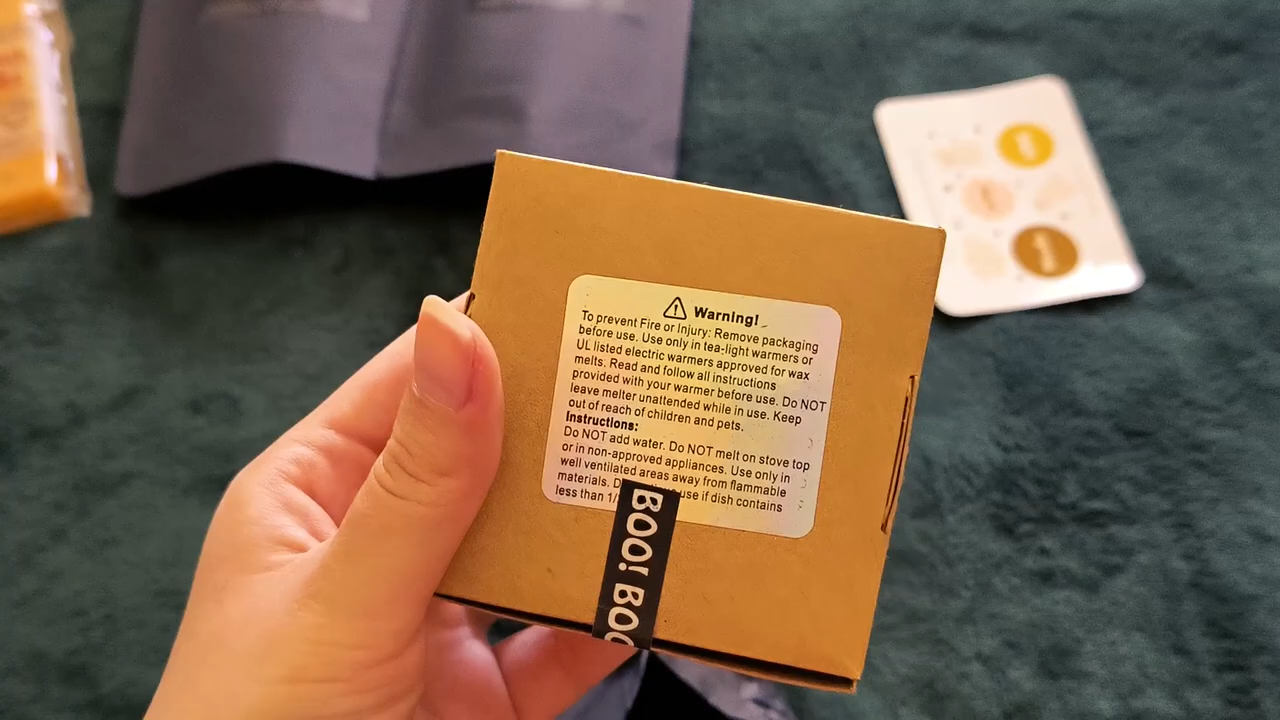 Warning!
To prevent Fire or Injury: Remove packaging
before use. Use only in tea-light warmers or
UL listed electric warmers approved for wax
melts. Read and follow all instructions
provided with your warmer before use. Do NOT
leave melter unattended while in use. Keep
out of reach of children and pets.
Instructions:
Do NOT add water. Do NOT melt on stove top
or in non-approved appliances. Use only in
well ventilated areas away from flammable
materials. use if dish contains
less than
BOO! BOO